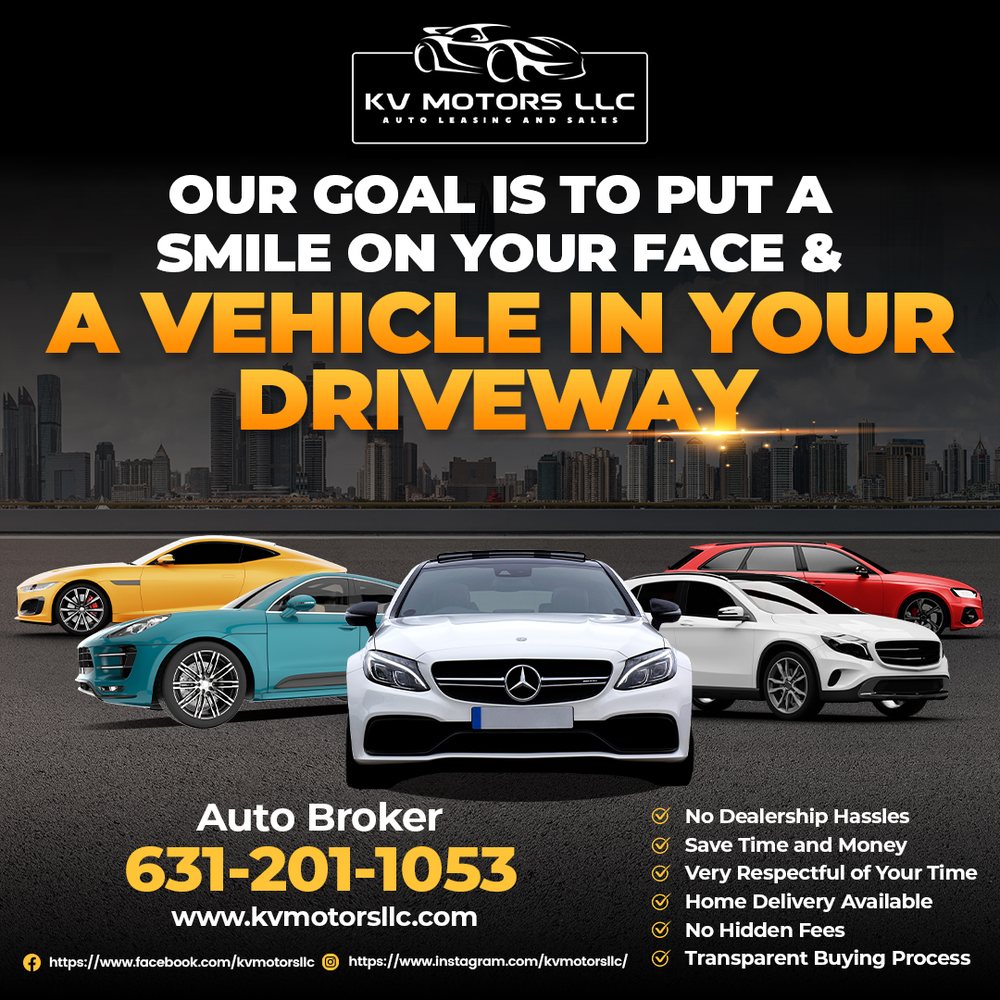 KV MOTORS LLC
AUTO LEASING AND SALES
OUR GOAL IS TO PUT A
SMILE ON YOUR FACE &
A VEHICLE IN YOUR
DRIVEWAY
Auto Broker
631-201-1053
www.kvmotorsllc.com
https://www.facebook.com/kvmotorsllc
https://www.instagram.com/kvmotorsllc/
No Dealership Hassles
Save Time and Money
Very Respectful of Your Time
Home Delivery Available
No Hidden Fees
Transparent Buying Process